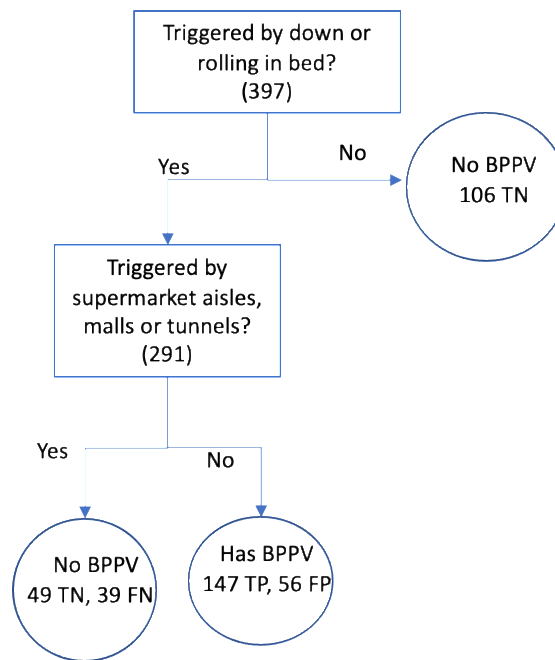 Triggered by down or
rolling in bed?
(397)
Yes
No
No BPPV
106 TN
Triggered by
supermarket aisles,
malls or tunnels?
(291)
Yes
No
No BPPV
49 TN, 39 FN
Has BPPV
147 TP, 56 FP